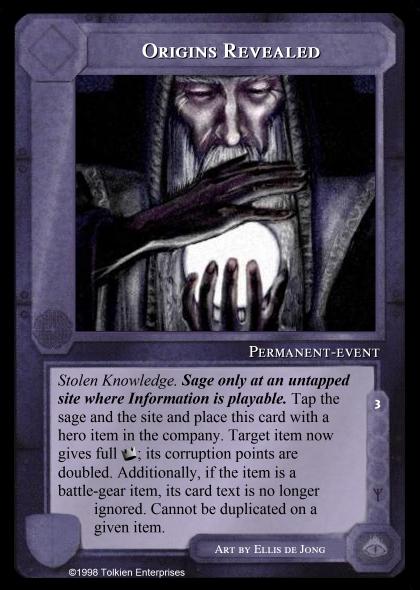 ORIGINS REVEALED
PERMANENT-EVENT
Stolen Knowledge. Sage only at an untapped
site where Information is playable. Tap the
sage and the site and place this card with a
hero item in the company. Target item now
gives full ; its corruption points are
doubled. Additionally, if the item is a
battle-gear item, its card text is no longer
ignored. Cannot be duplicated on a
given item.
3
ART BY ELLIS DE JONG
©1998 Tolkien Enterprises